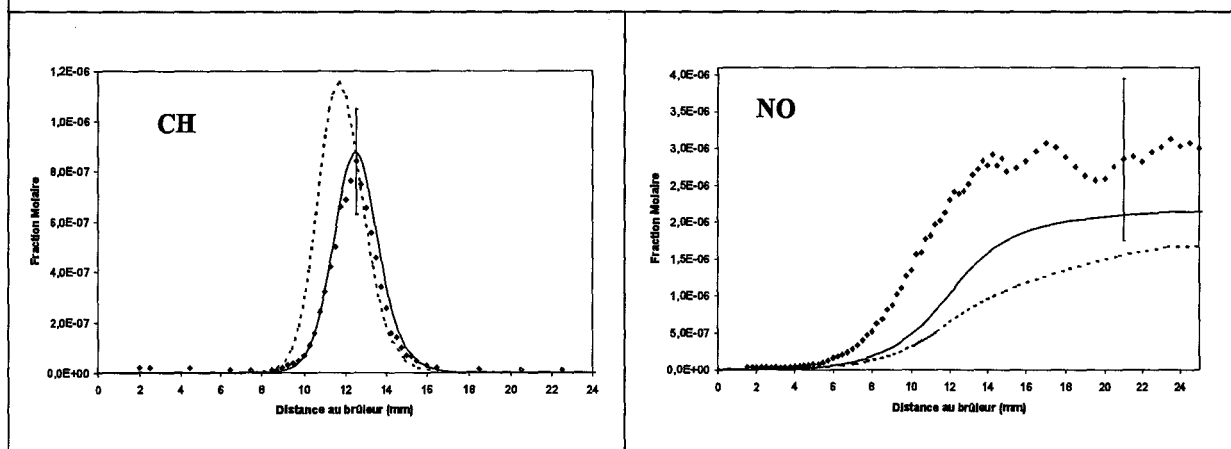 CH
Fraction Molaire
1,2E-06
1,0E-06
8,0E-07
6,0E-07
4,0E-07
2,0E-07
0,0E+00
0 2 4 6 8 10 12 14 16 18 20 22 24
Distance au brûleur (mm)
NO
Fraction Molaire
4,0E-06
3,5E-06
3,0E-06
2,5E-06
2,0E-06
1,5E-06
1,0E-06
5,0E-07
0,0E+00
0 2 4 6 8 10 12 14 16 18 20 22 24
Distance au brûleur (mm)